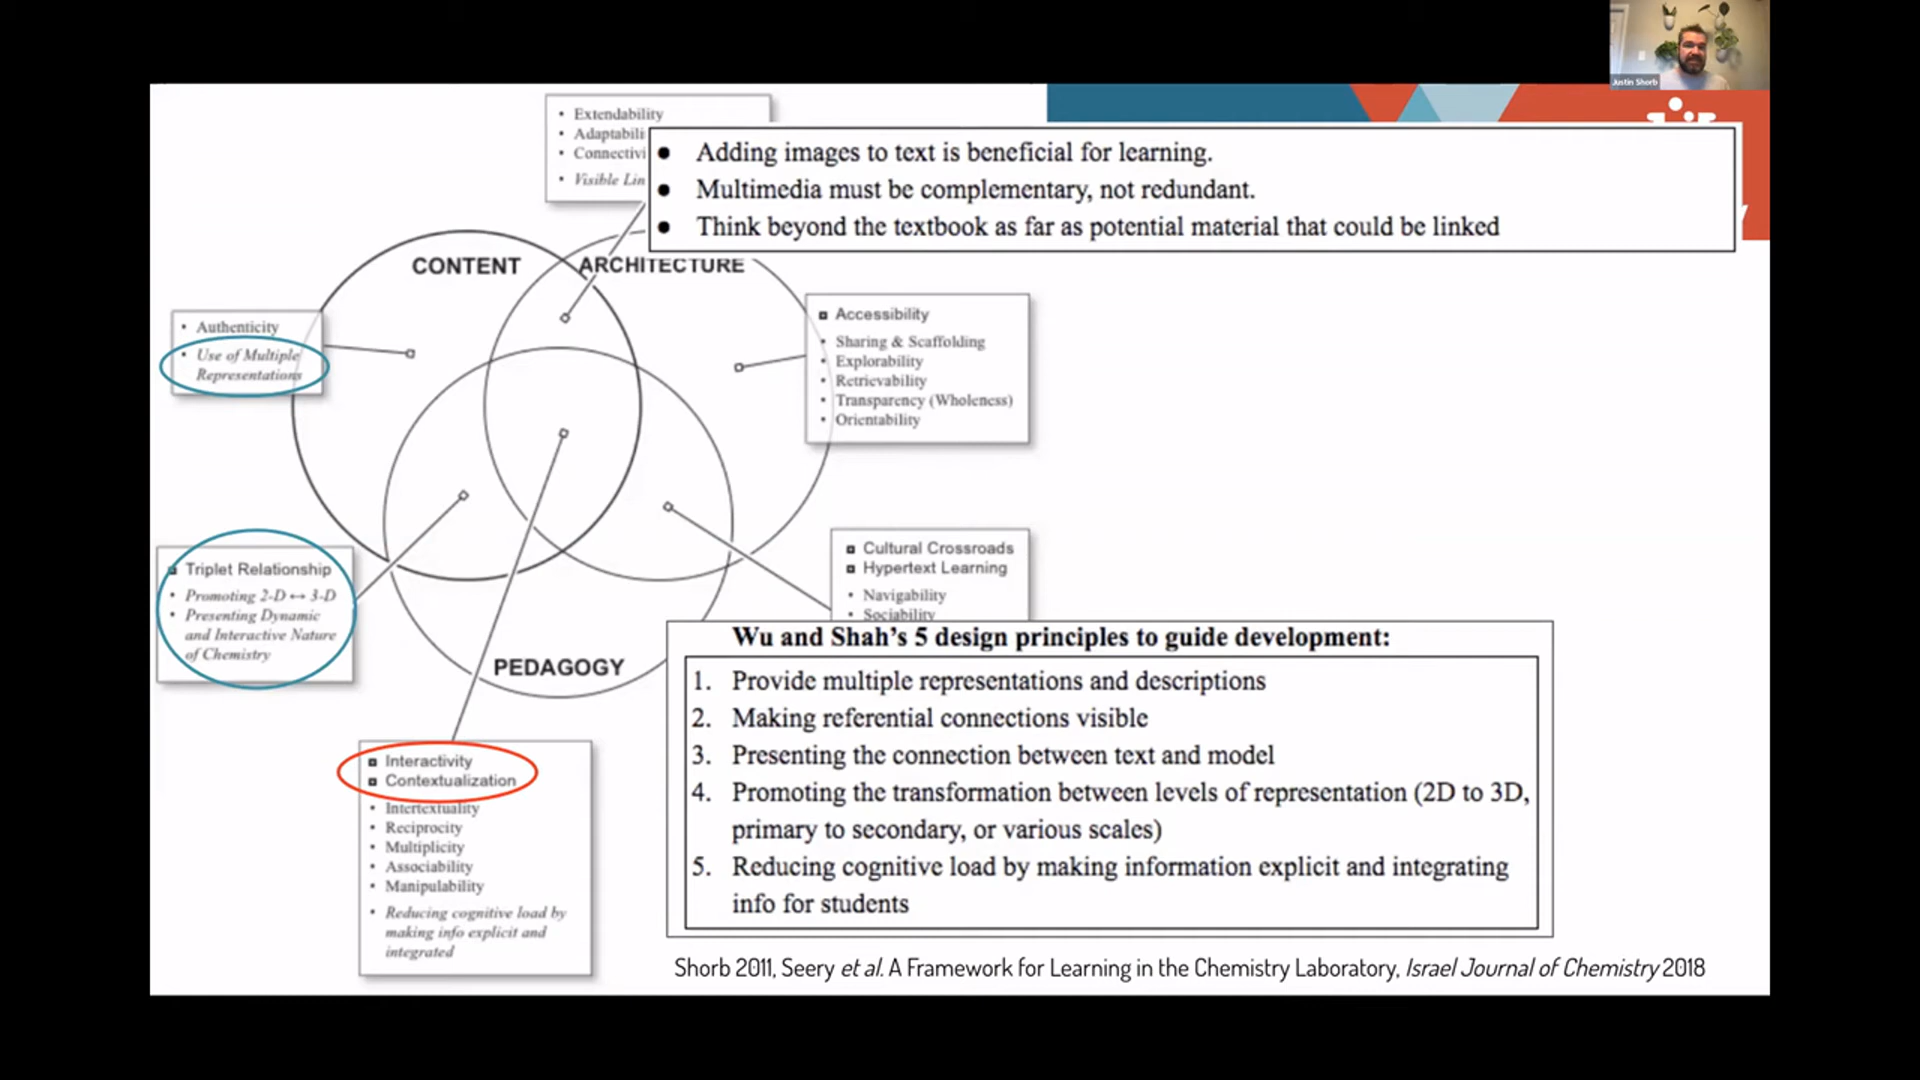 Justin Shorb
• Extendability
• Adaptabili
• Connectivi
• Visible Lin
● Adding images to text is beneficial for learning.
● Multimedia must be complementary, not redundant.
● Think beyond the textbook as far as potential material that could be linked
CONTENT
ARCHITECTURE
• Authenticity
• Use of Multiple
Representations
Accessibility
• Sharing & Scaffolding
• Explorability
• Retrievability
• Transparency (Wholeness)
• Orientability
Triplet Relationship
• Promoting 2-D ↔ 3-D
• Presenting Dynamic
and Interactive Nature
of Chemistry
Cultural Crossroads
Hypertext Learning
• Navigability
• Sociability
PEDAGOGY
Interactivity
Contextualization
• Intertextuality
• Reciprocity
• Multiplicity
• Associability
• Manipulability
• Reducing cognitive load by
making info explicit and
integrated
Wu and Shah's 5 design principles to guide development:
1. Provide multiple representations and descriptions
2. Making referential connections visible
3. Presenting the connection between text and model
4. Promoting the transformation between levels of representation (2D to 3D,
primary to secondary, or various scales)
5. Reducing cognitive load by making information explicit and integrating
info for students
Shorb 2011, Seery et al. A Framework for Learning in the Chemistry Laboratory, Israel Journal of Chemistry 2018